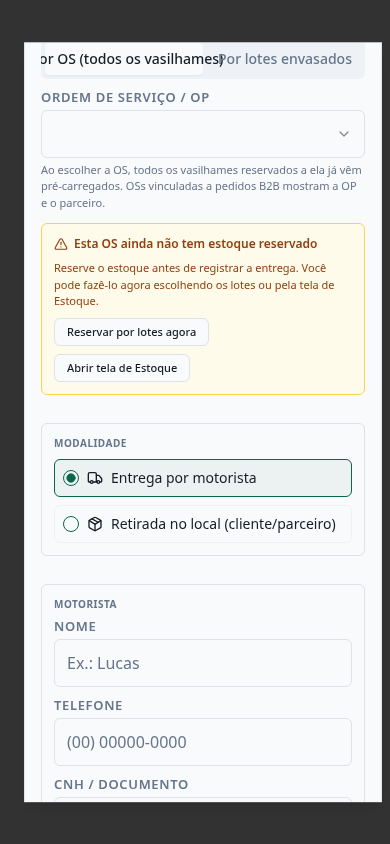 or OS (todos os vasilhames)
Por lotes envasados
ORDEM DE SERVIÇO / OP
Ao escolher a OS, todos os vasilhames reservados a ela já vêm
pré-carregados. OSs vinculadas a pedidos B2B mostram a OP
e o parceiro.
Esta OS ainda não tem estoque reservado
Reserve o estoque antes de registrar a entrega. Você
pode fazê-lo agora escolhendo os lotes ou pela tela de
Estoque.
Reservar por lotes agora
Abrir tela de Estoque
MODALIDADE
Entrega por motorista
Retirada no local (cliente/parceiro)
MOTORISTA
NOME
Ex.: Lucas
TELEFONE
(00) 00000-0000
CNH / DOCUMENTO